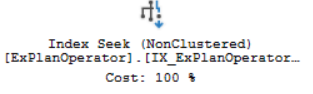 Index Seek (NonClustered)
[ExPlanOperator].[IX_ExPlanOperator…
Cost: 100 %